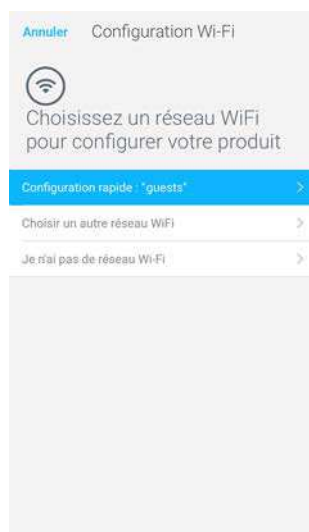 Annuler Configuration Wi-Fi
Choisissez un réseau WiFi
pour configurer votre produit
Configuration rapide : "guests"
Choisir un autre réseau WiFi
Je n'ai pas de réseau Wi-Fi